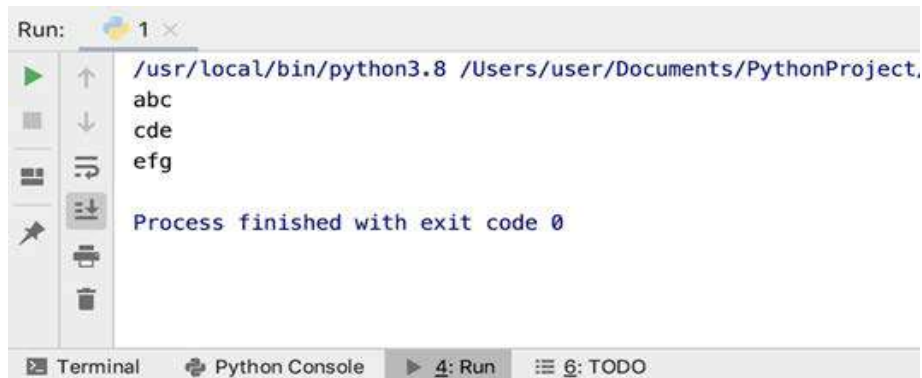 Run: 1
/usr/local/bin/python3.8 /Users/user/Documents/PythonProject/
abc
cde
efg
Process finished with exit code 0
Terminal Python Console 4: Run 6: TODO